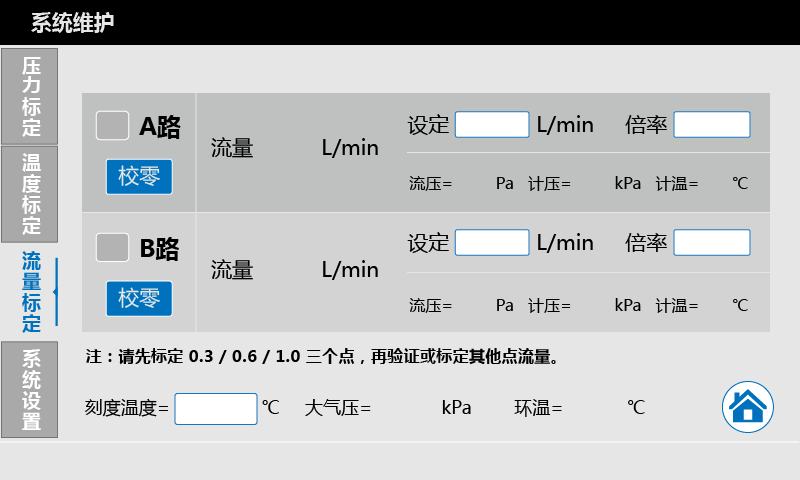 系统维护
压力标定
温度标定
流量标定
系统设置
A路
校零
流量 L/min
设定 L/min 倍率
流压= Pa 计压= kPa 计温= ℃
B路
校零
流量 L/min
设定 L/min 倍率
流压= Pa 计压= kPa 计温= ℃
注：请先标定 0.3 / 0.6 / 1.0 三个点，再验证或标定其他点流量。
刻度温度= ℃ 大气压= kPa 环温= ℃